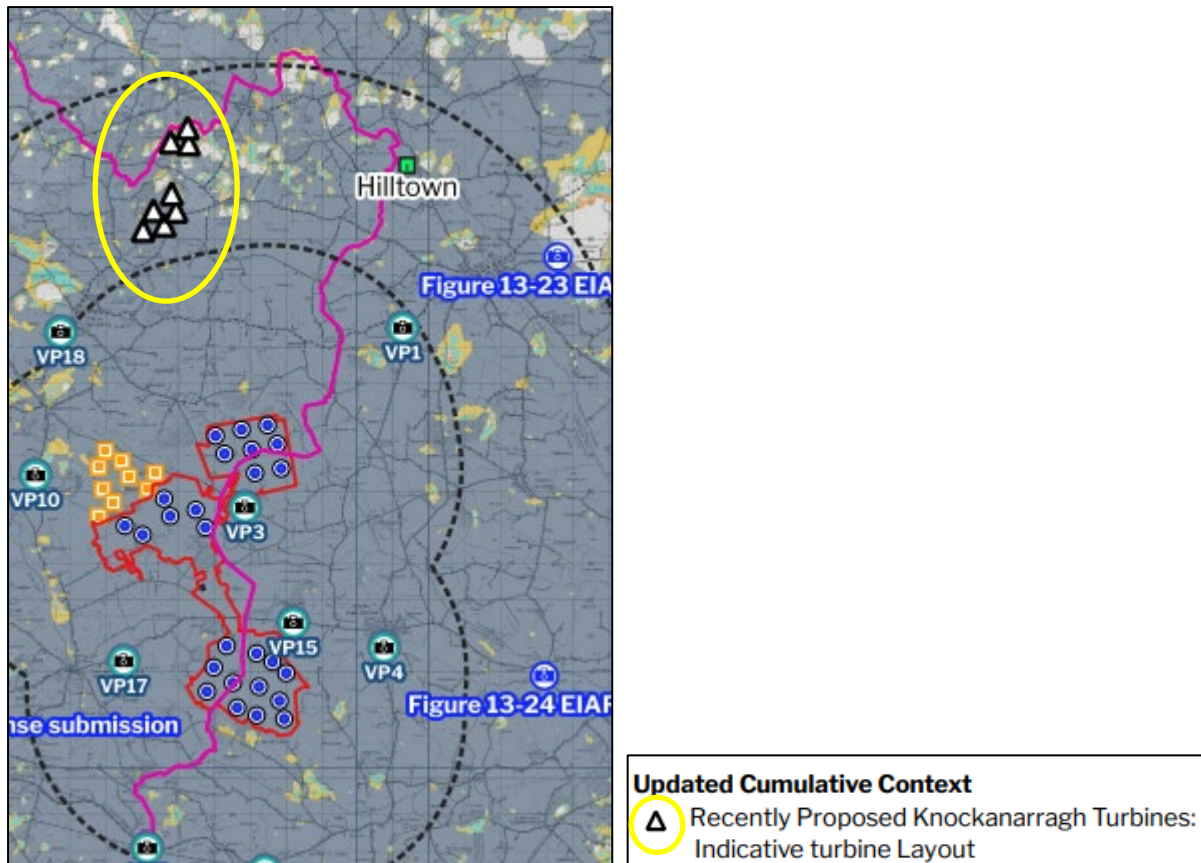 Hilltown
Figure 13-23 EIA
VP18
VP1
VP10
VP3
VP15
VP17
VP4
Figure 13-24 EIAR
nse submission
Updated Cumulative Context
Recently Proposed Knockanarragh Turbines:
Indicative turbine Layout